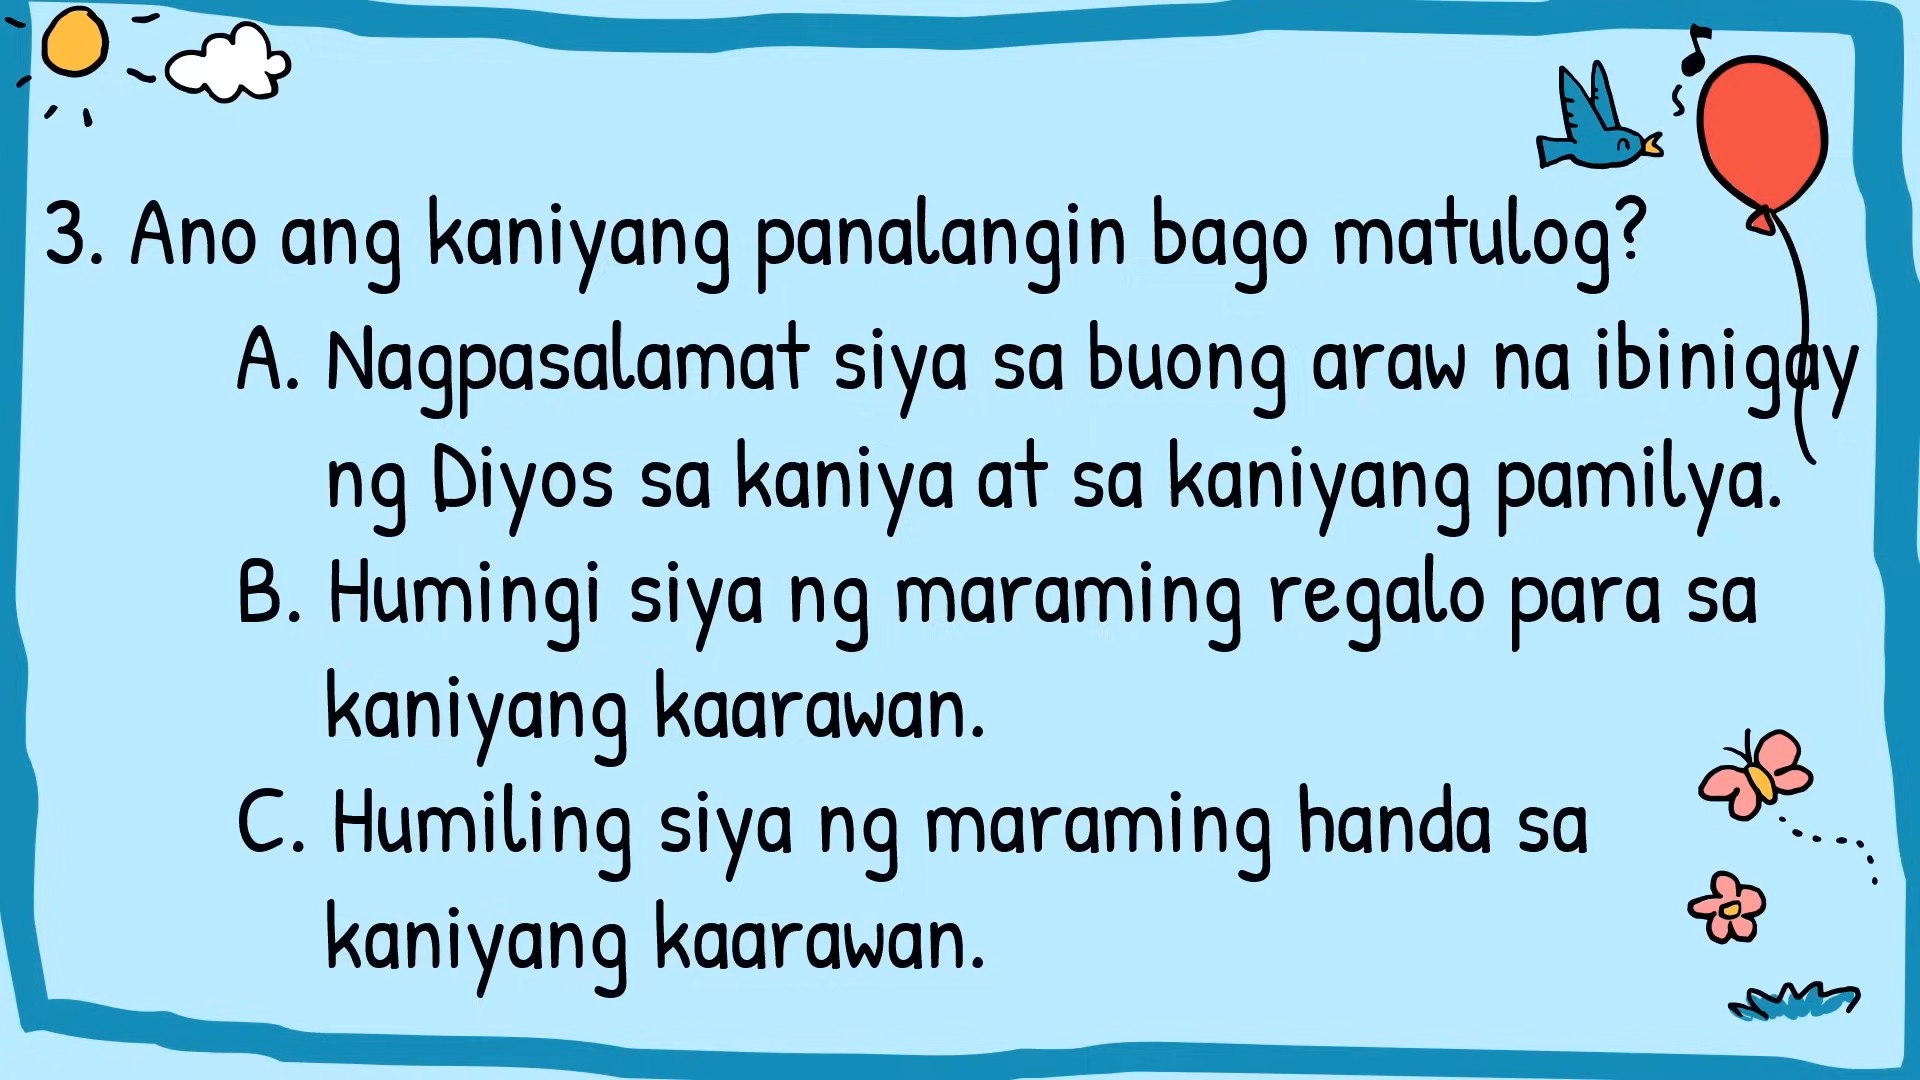 3. Ano ang kaniyang panalangin bago matulog?
A. Nagpasalamat siya sa buong araw na ibinigay
ng Diyos sa kaniya at sa kaniyang pamilya.
B. Humingi siya ng maraming regalo para sa
kaniyang kaarawan.
C. Humiling siya ng maraming handa sa
kaniyang kaarawan.